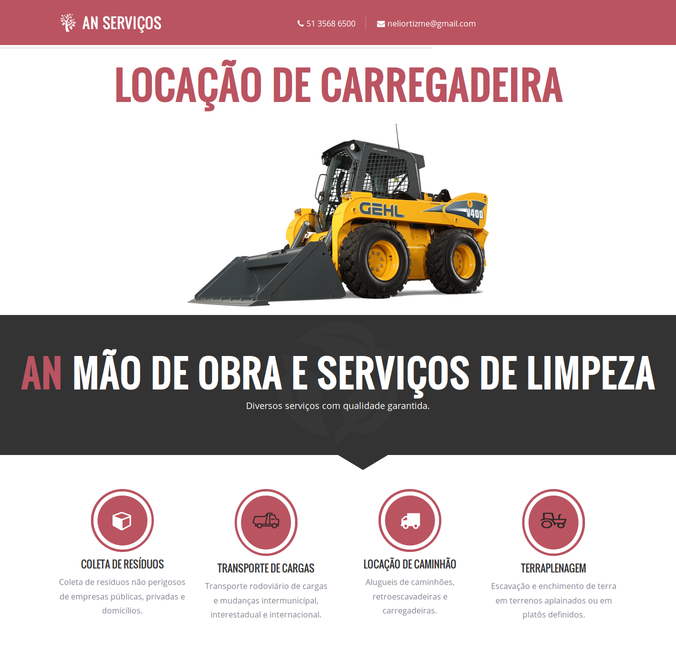 AN SERVIÇOS
51 3568 6500
neliortizme@gmail.com
LOCAÇÃO DE CARREGADEIRA
GEHL
V400
AN MÃO DE OBRA E SERVIÇOS DE LIMPEZA
Diversos serviços com qualidade garantida.
COLETA DE RESÍDUOS
Coleta de resíduos não perigosos
de empresas públicas, privadas e
domicílios.
TRANSPORTE DE CARGAS
Transporte rodoviário de cargas
e mudanças intermunicípal,
interestadual e internacional.
LOCAÇÃO DE CAMINHÃO
Alugueis de caminhões,
retroescavadeiras e
carregadeiras.
TERRAPLENAGEM
Escavação e enchimento de terra
em terrenos aplainados ou em
platôs definidos.